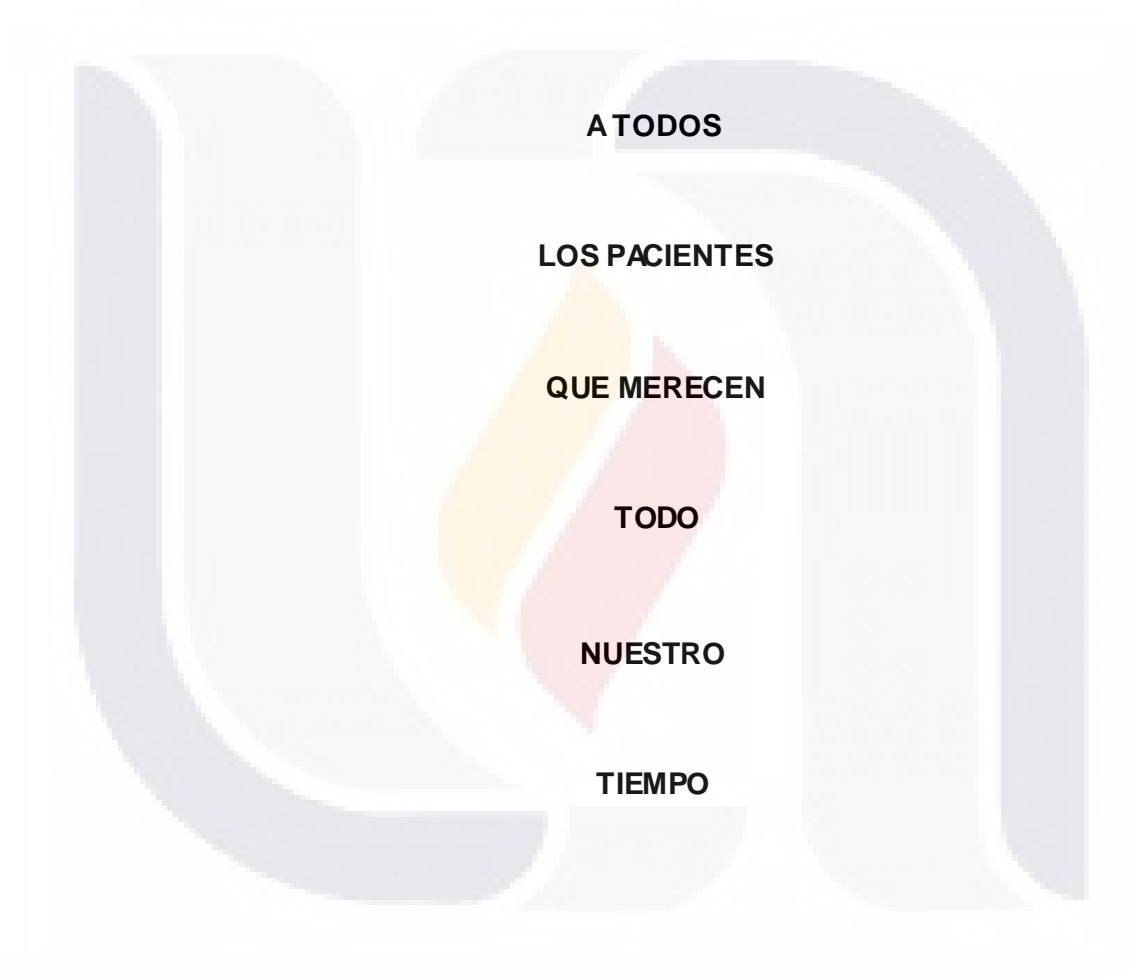 A TODOS
LOS PACIENTES
QUE MERECEN
TODO
NUESTRO
TIEMPO